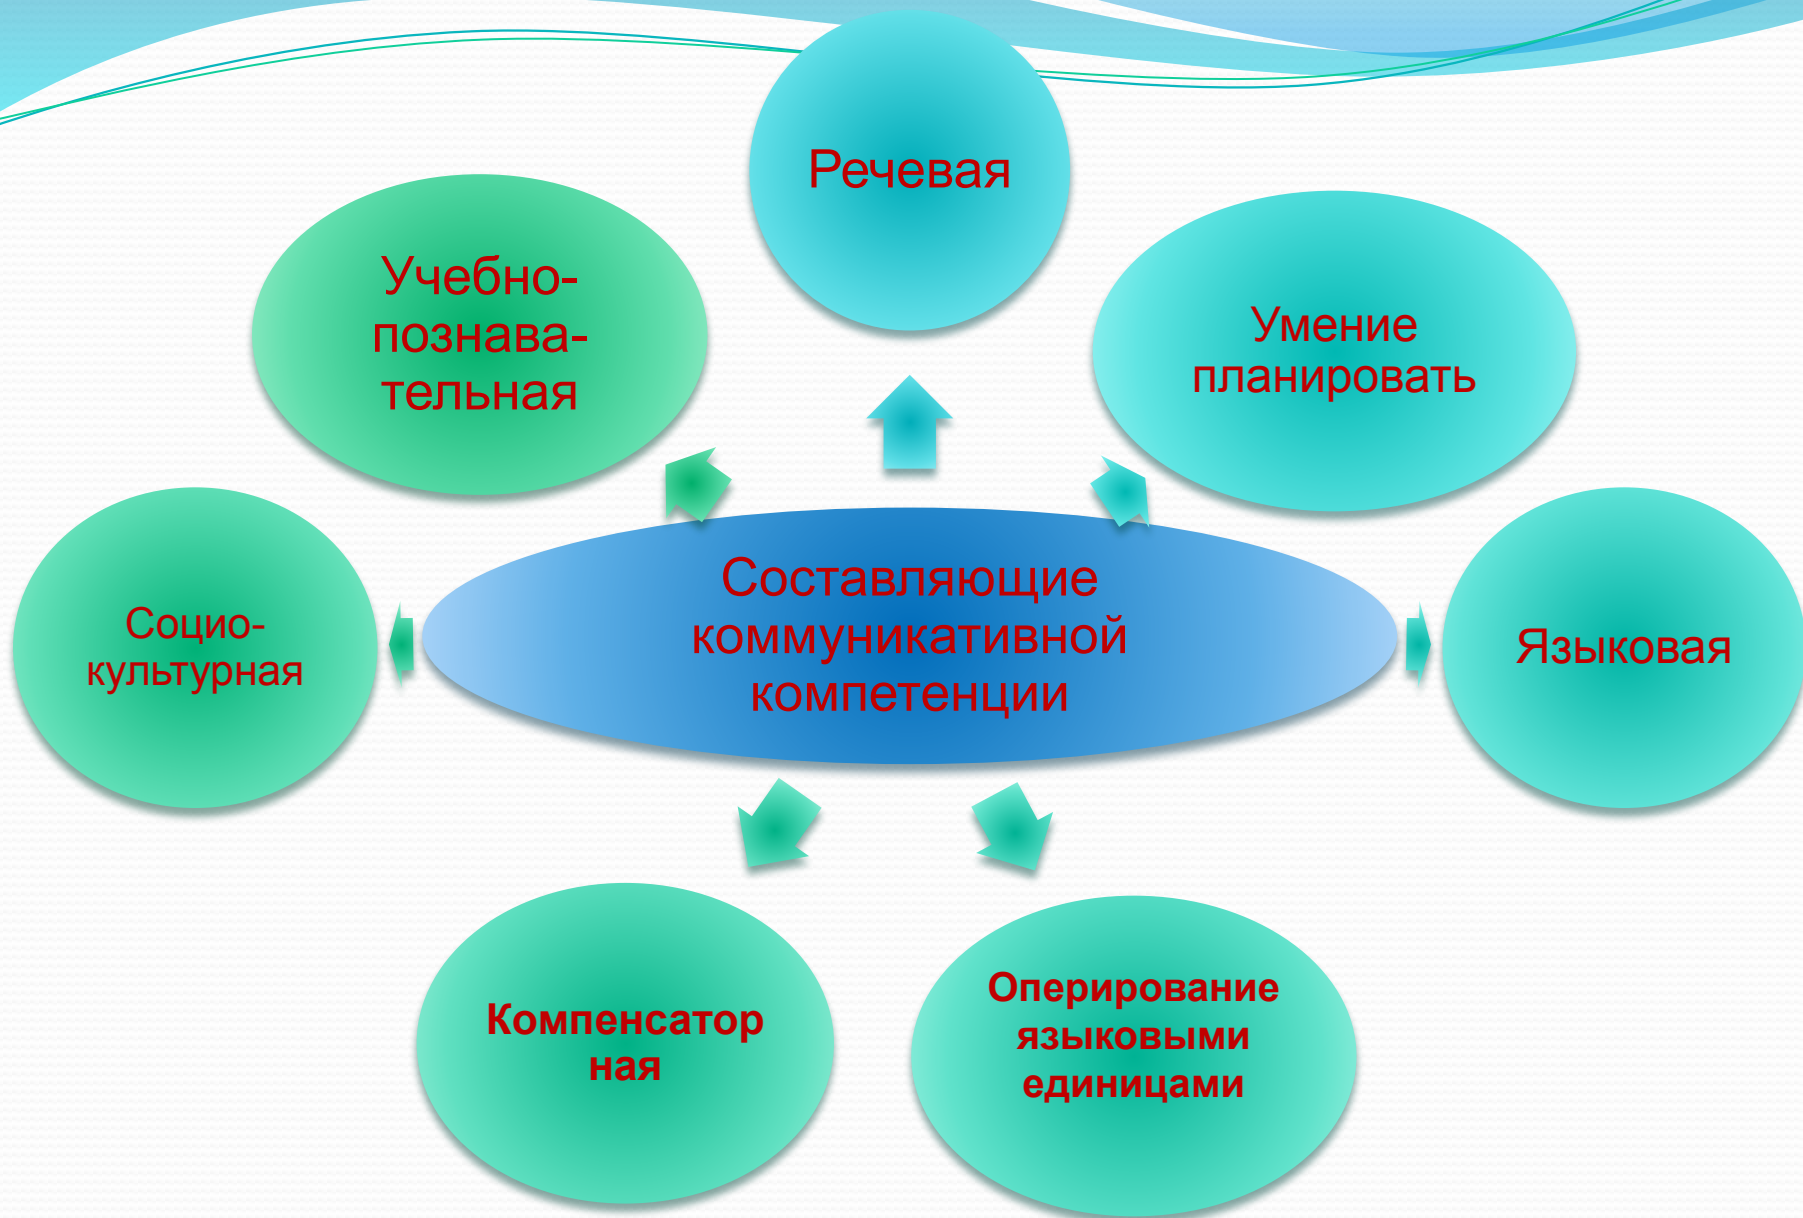 Речевая
Учебно-
познава-
тельная
Умение
планировать
Социо-
культурная
Составляющие
коммуникативной
компетенции
Языковая
Компенсатор
ная
Оперирование
языковыми
единицами